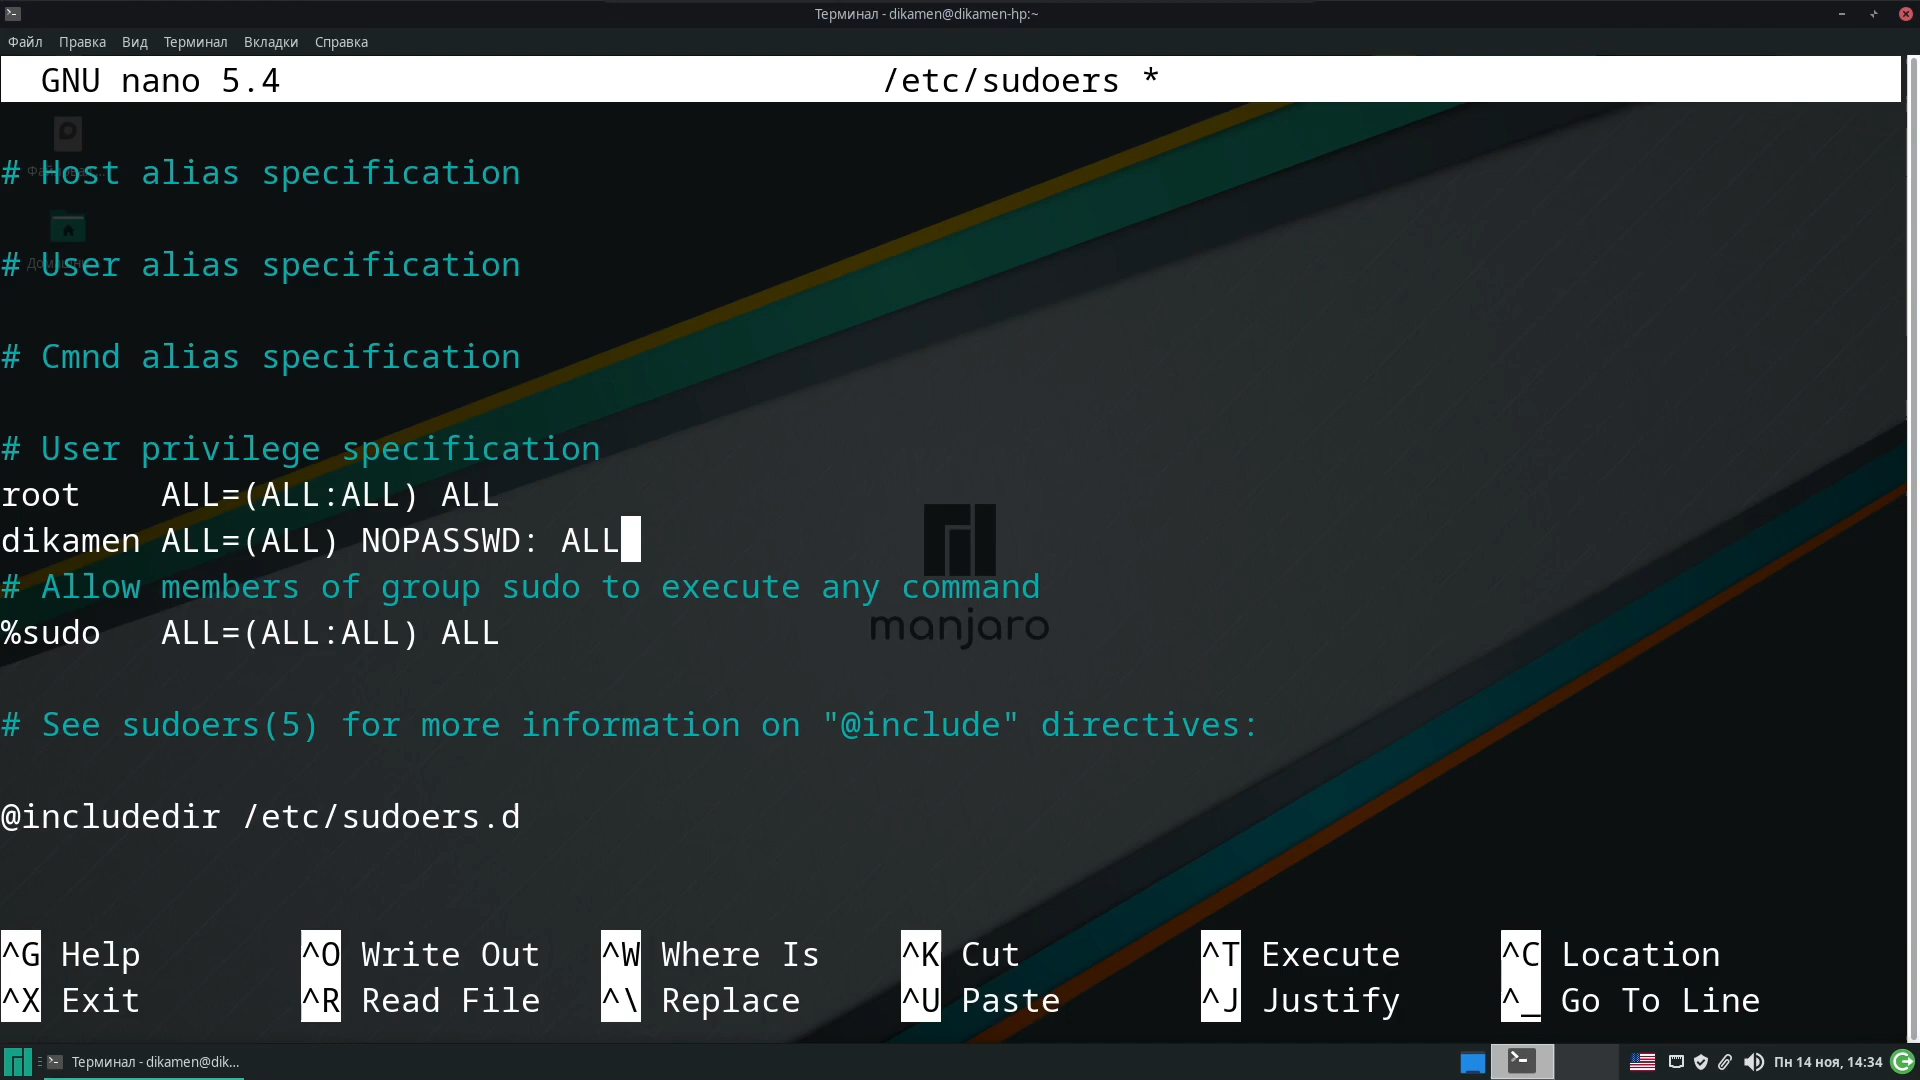 Терминал - dikamen@dikamen-hp:~
Файл Правка Вид Терминал Вкладки Справка
GNU nano 5.4 /etc/sudoers *
# Host alias specification
# User alias specification
# Cmnd alias specification
# User privilege specification
root ALL=(ALL:ALL) ALL
dikamen ALL=(ALL) NOPASSWD: ALL
# Allow members of group sudo to execute any command
manjaro
%sudo ALL=(ALL:ALL) ALL
# See sudoers(5) for more information on "@include" directives:
@includedir /etc/sudoers.d
^G Help ^O Write Out ^W Where Is ^K Cut ^T Execute ^C Location
^X Exit ^R Read File ^\ Replace ^U Paste ^J Justify ^_ Go To Line
Терминал - dikamen@dik... Пн 14 ноя, 14:34